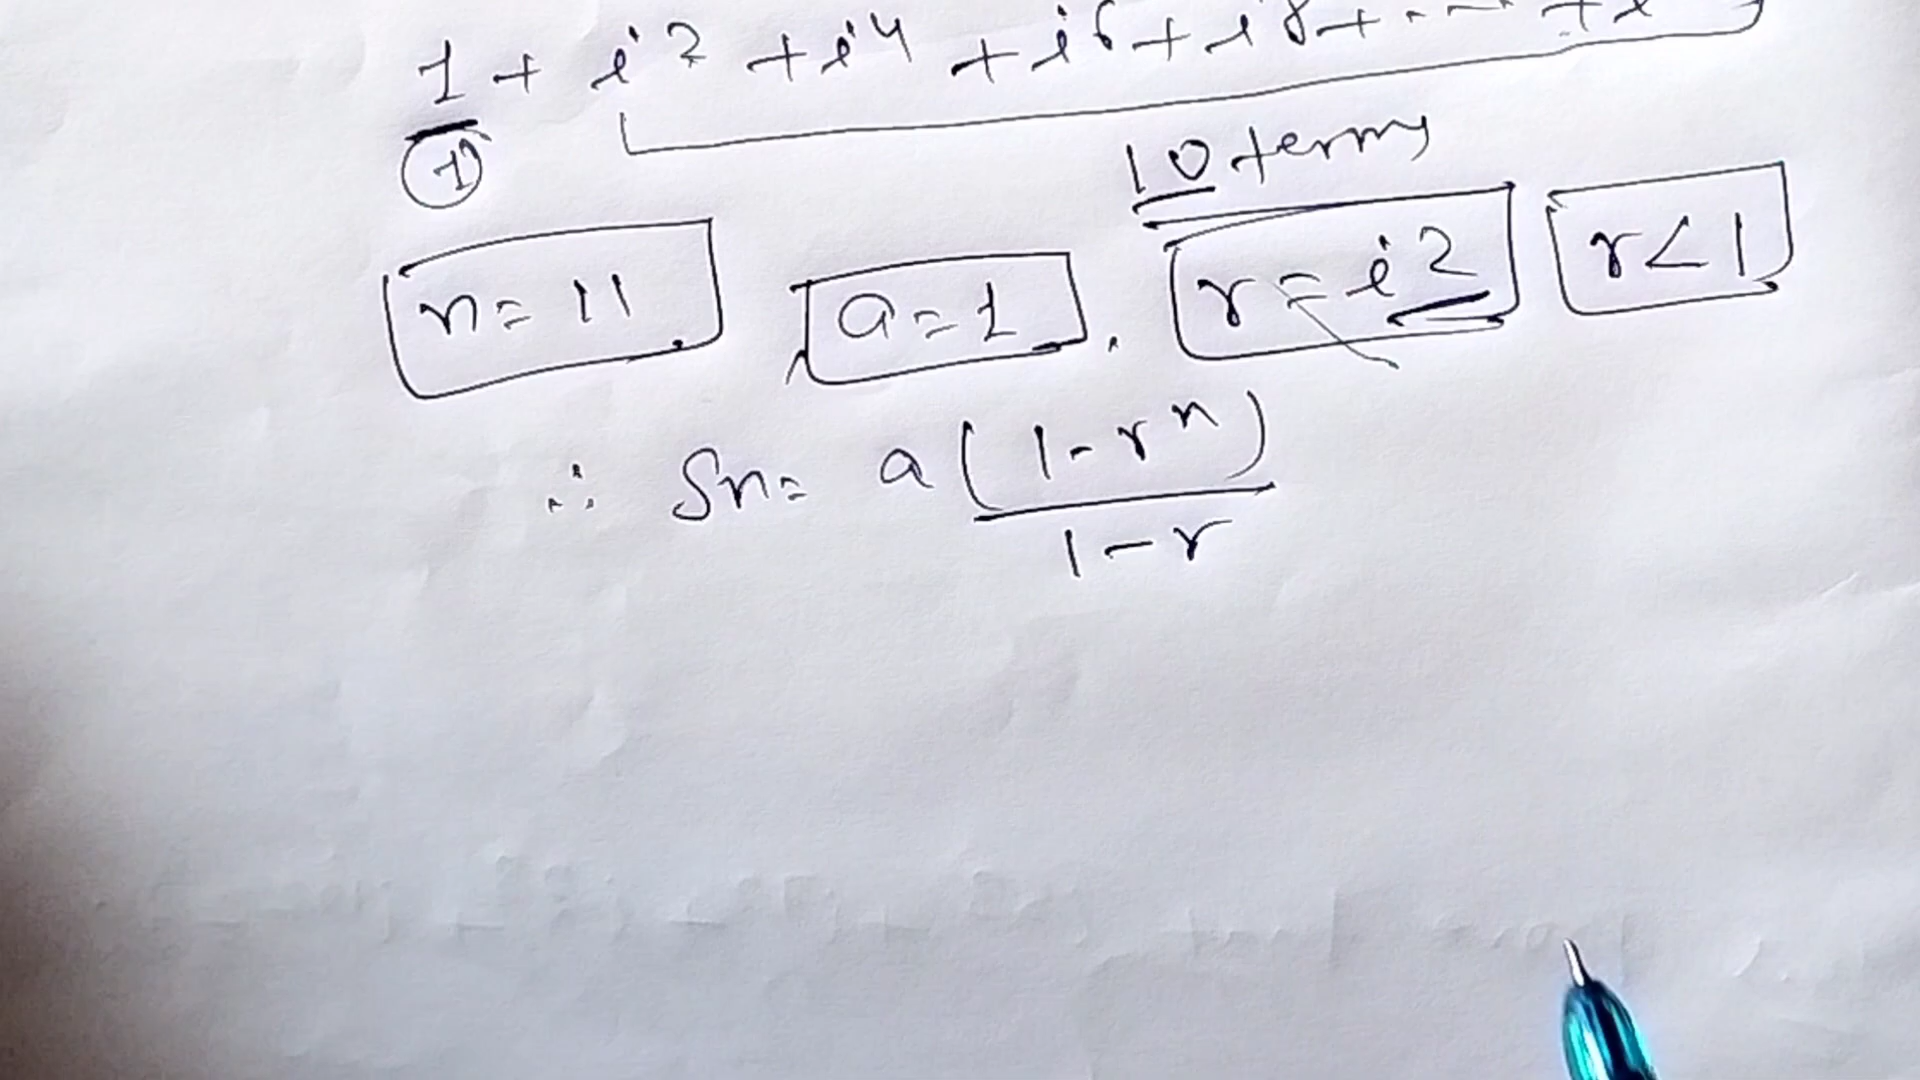 1 + i² + i⁴ + i⁶ + i⁸ + .... + i
1 10 terms
n = 11, a = 1, r = i² r < 1
∴ Sn = a (1 - rⁿ)
1 - r